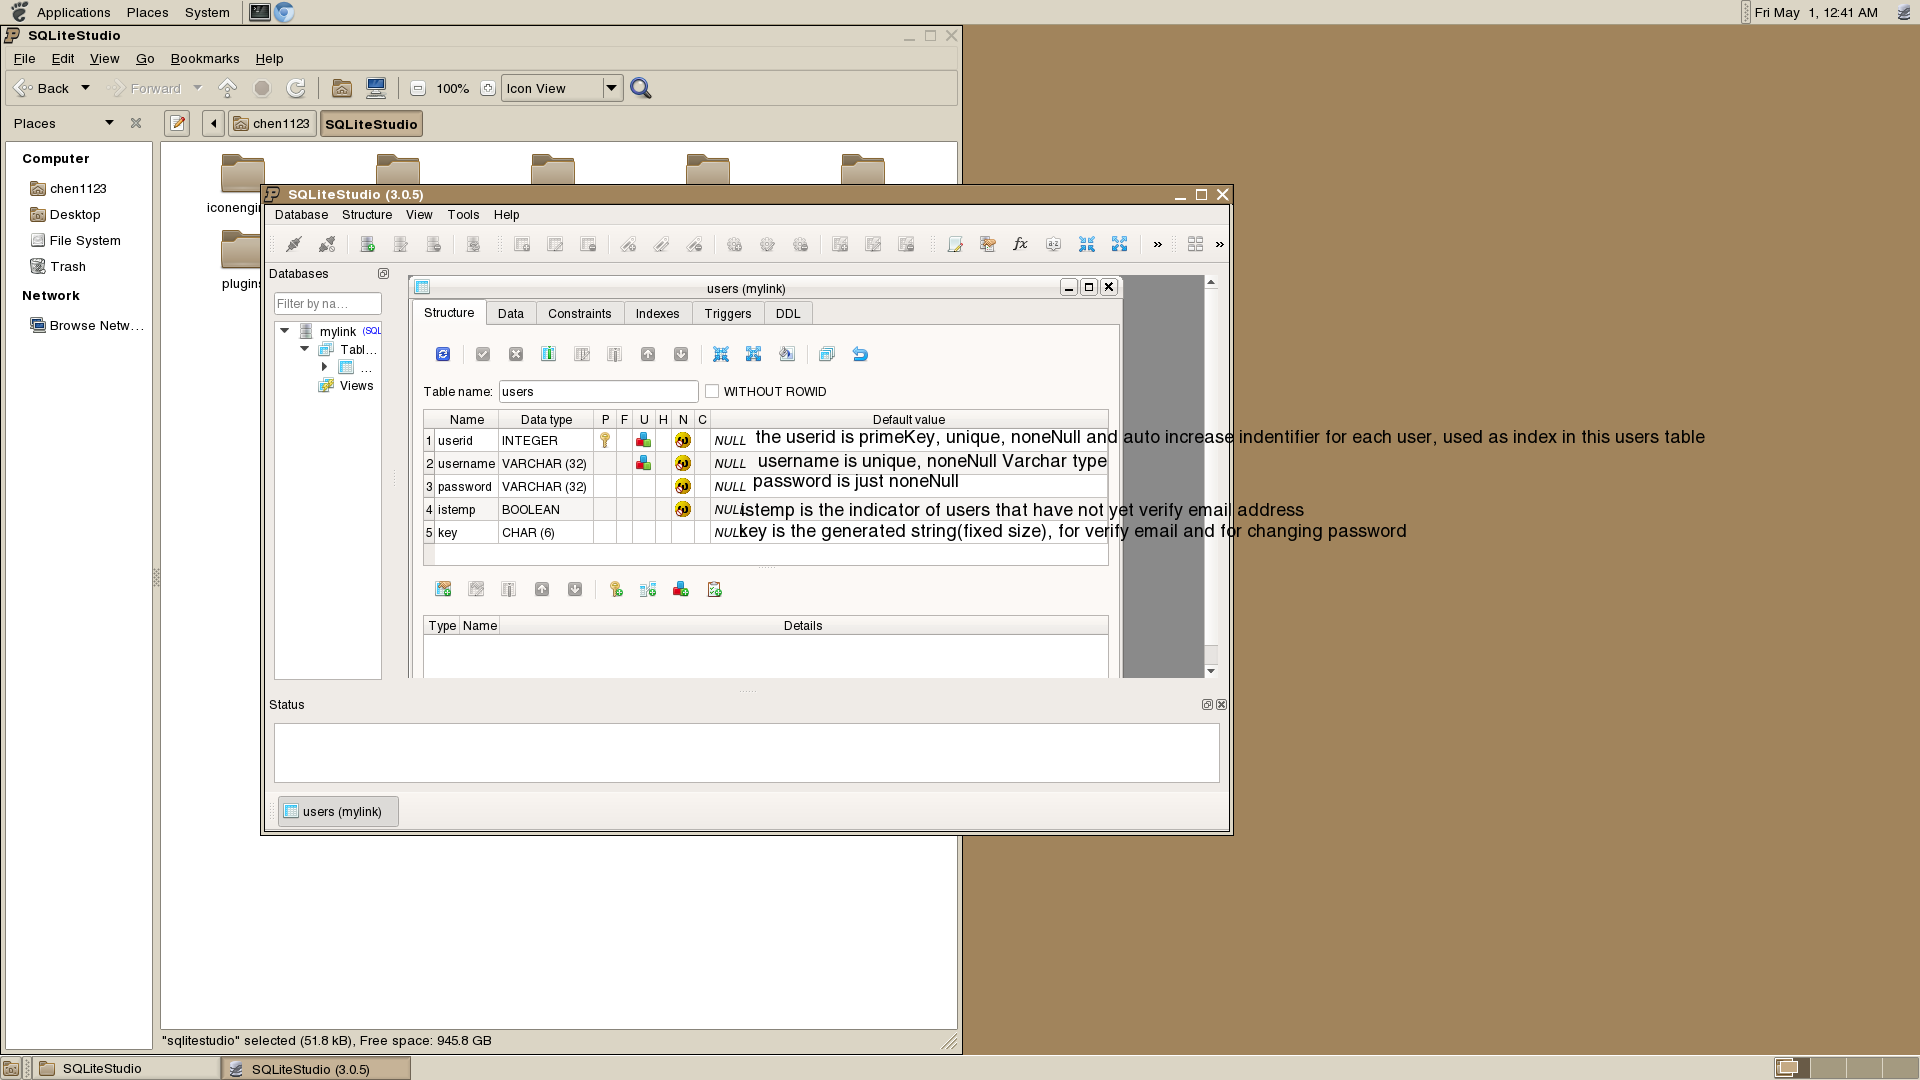 Applications Places System Fri May 1, 12:41 AM
SQLiteStudio
File Edit View Go Bookmarks Help
Back Forward 100% Icon View
Places chen1123 SQLiteStudio
Computer
chen1123
Desktop
File System
Trash
Network
Browse Netw...
iconengi
plugins
SQLiteStudio (3.0.5)
Database Structure View Tools Help
Databases
Filter by na...
mylink (SQL
Tabl...
...
Views
users (mylink)
Structure Data Constraints Indexes Triggers DDL
Table name: users WITHOUT ROWID
Name Data type P F U H N C Default value
1 userid INTEGER NULL the userid is primeKey, unique, noneNull and auto increase indentifier for each user, used as index in this users table
2 username VARCHAR (32) NULL username is unique, noneNull Varchar type
3 password VARCHAR (32) NULL password is just noneNull
4 istemp BOOLEAN NULL istemp is the indicator of users that have not yet verify email address
5 key CHAR (6) NULL key is the generated string(fixed size), for verify email and for changing password
Type Name Details
Status
users (mylink)
"sqlitestudio" selected (51.8 kB), Free space: 945.8 GB
SQLiteStudio SQLiteStudio (3.0.5)